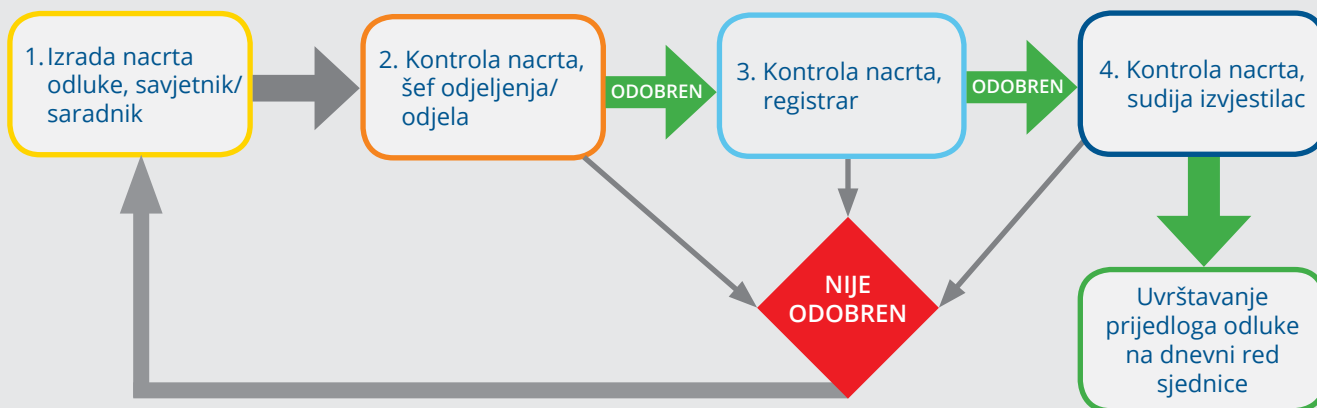 1. Izrada nacrta
odluke, savjetnik/
saradnik
2. Kontrola nacrta,
šef odjeljenja/
odjela
ODOBREN
3. Kontrola nacrta,
registrar
ODOBREN
4. Kontrola nacrta,
sudija izvjestilac
NIJE
ODOBREN
Uvrštavanje
prijedloga odluke
na dnevni red
sjednice